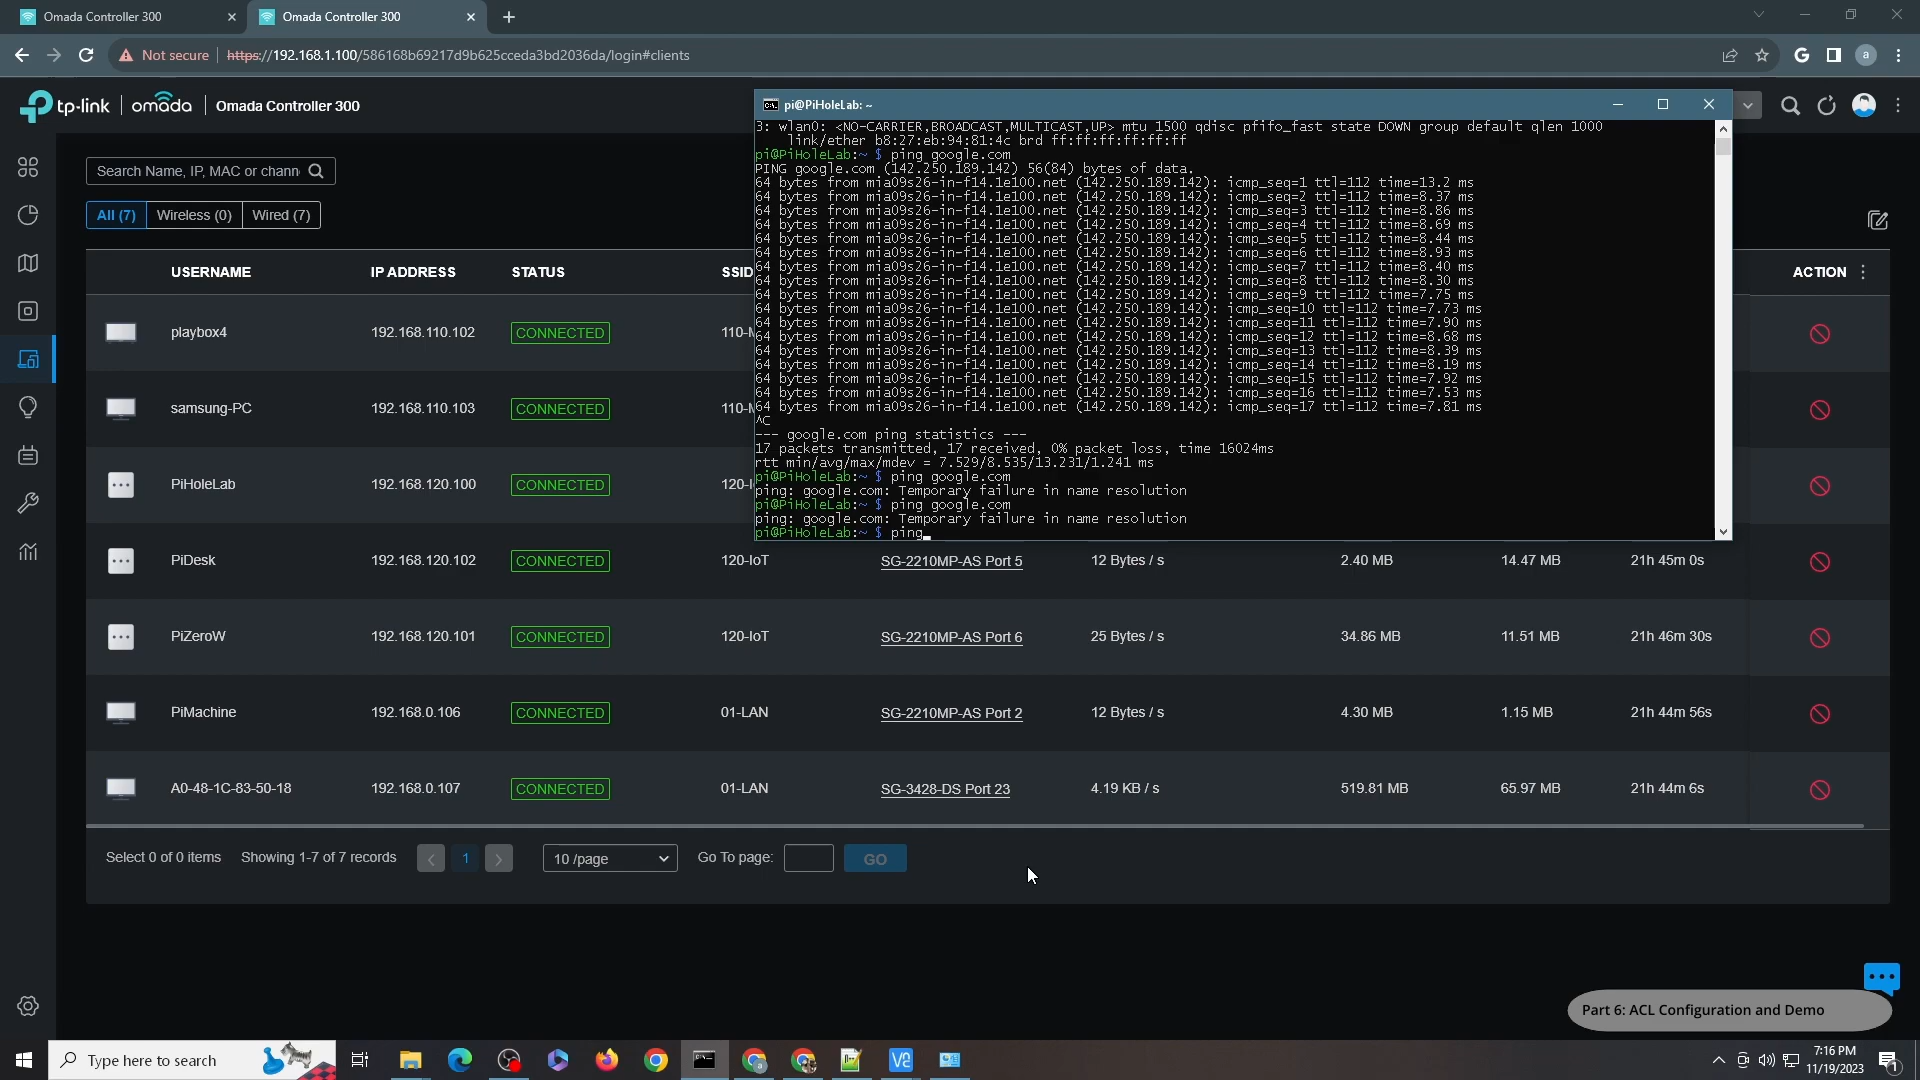 Omada Controller 300
Omada Controller 300
Not secure
https://192.168.1.100/586168b69217d9b625cceda3bd2036da/login#clients
a
tp-link | omada | Omada Controller 300
Search Name, IP, MAC or chann
All (7) Wireless (0) Wired (7)
USERNAME IP ADDRESS STATUS SSID ACTION
playbox4 192.168.110.102 CONNECTED 110-
samsung-PC 192.168.110.103 CONNECTED 110-
PiHoleLab 192.168.120.100 CONNECTED 120-
PiDesk 192.168.120.102 CONNECTED 120-IoT SG-2210MP-AS Port 5 12 Bytes / s 2.40 MB 14.47 MB 21h 45m 0s
PiZeroW 192.168.120.101 CONNECTED 120-IoT SG-2210MP-AS Port 6 25 Bytes / s 34.86 MB 11.51 MB 21h 46m 30s
PiMachine 192.168.0.106 CONNECTED 01-LAN SG-2210MP-AS Port 2 12 Bytes / s 4.30 MB 1.15 MB 21h 44m 56s
A0-48-1C-83-50-18 192.168.0.107 CONNECTED 01-LAN SG-3428-DS Port 23 4.19 KB / s 519.81 MB 65.97 MB 21h 44m 6s
Select 0 of 0 items Showing 1-7 of 7 records < 1 > 10 /page Go To page: GO
pi@PiHoleLab: ~
3: wlan0: <NO-CARRIER,BROADCAST,MULTICAST,UP> mtu 1500 qdisc pfifo_fast state DOWN group default qlen 1000
link/ether b8:27:eb:94:81:4c brd ff:ff:ff:ff:ff:ff
pi@PiHoleLab:~ $ ping google.com
PING google.com (142.250.189.142) 56(84) bytes of data.
64 bytes from mia09s26-in-f14.1e100.net (142.250.189.142): icmp_seq=1 ttl=112 time=13.2 ms
64 bytes from mia09s26-in-f14.1e100.net (142.250.189.142): icmp_seq=2 ttl=112 time=8.37 ms
64 bytes from mia09s26-in-f14.1e100.net (142.250.189.142): icmp_seq=3 ttl=112 time=8.86 ms
64 bytes from mia09s26-in-f14.1e100.net (142.250.189.142): icmp_seq=4 ttl=112 time=8.69 ms
64 bytes from mia09s26-in-f14.1e100.net (142.250.189.142): icmp_seq=5 ttl=112 time=8.44 ms
64 bytes from mia09s26-in-f14.1e100.net (142.250.189.142): icmp_seq=6 ttl=112 time=8.93 ms
64 bytes from mia09s26-in-f14.1e100.net (142.250.189.142): icmp_seq=7 ttl=112 time=8.40 ms
64 bytes from mia09s26-in-f14.1e100.net (142.250.189.142): icmp_seq=8 ttl=112 time=8.30 ms
64 bytes from mia09s26-in-f14.1e100.net (142.250.189.142): icmp_seq=9 ttl=112 time=7.75 ms
64 bytes from mia09s26-in-f14.1e100.net (142.250.189.142): icmp_seq=10 ttl=112 time=7.73 ms
64 bytes from mia09s26-in-f14.1e100.net (142.250.189.142): icmp_seq=11 ttl=112 time=7.90 ms
64 bytes from mia09s26-in-f14.1e100.net (142.250.189.142): icmp_seq=12 ttl=112 time=8.68 ms
64 bytes from mia09s26-in-f14.1e100.net (142.250.189.142): icmp_seq=13 ttl=112 time=8.39 ms
64 bytes from mia09s26-in-f14.1e100.net (142.250.189.142): icmp_seq=14 ttl=112 time=8.19 ms
64 bytes from mia09s26-in-f14.1e100.net (142.250.189.142): icmp_seq=15 ttl=112 time=7.92 ms
64 bytes from mia09s26-in-f14.1e100.net (142.250.189.142): icmp_seq=16 ttl=112 time=7.53 ms
64 bytes from mia09s26-in-f14.1e100.net (142.250.189.142): icmp_seq=17 ttl=112 time=7.81 ms
^C
--- google.com ping statistics ---
17 packets transmitted, 17 received, 0% packet loss, time 16024ms
rtt min/avg/max/mdev = 7.529/8.535/13.231/1.241 ms
pi@PiHoleLab:~ $ ping google.com
ping: google.com: Temporary failure in name resolution
pi@PiHoleLab:~ $ ping google.com
ping: google.com: Temporary failure in name resolution
pi@PiHoleLab:~ $ ping_
Part 6: ACL Configuration and Demo
Type here to search
7:16 PM
11/19/2023
1